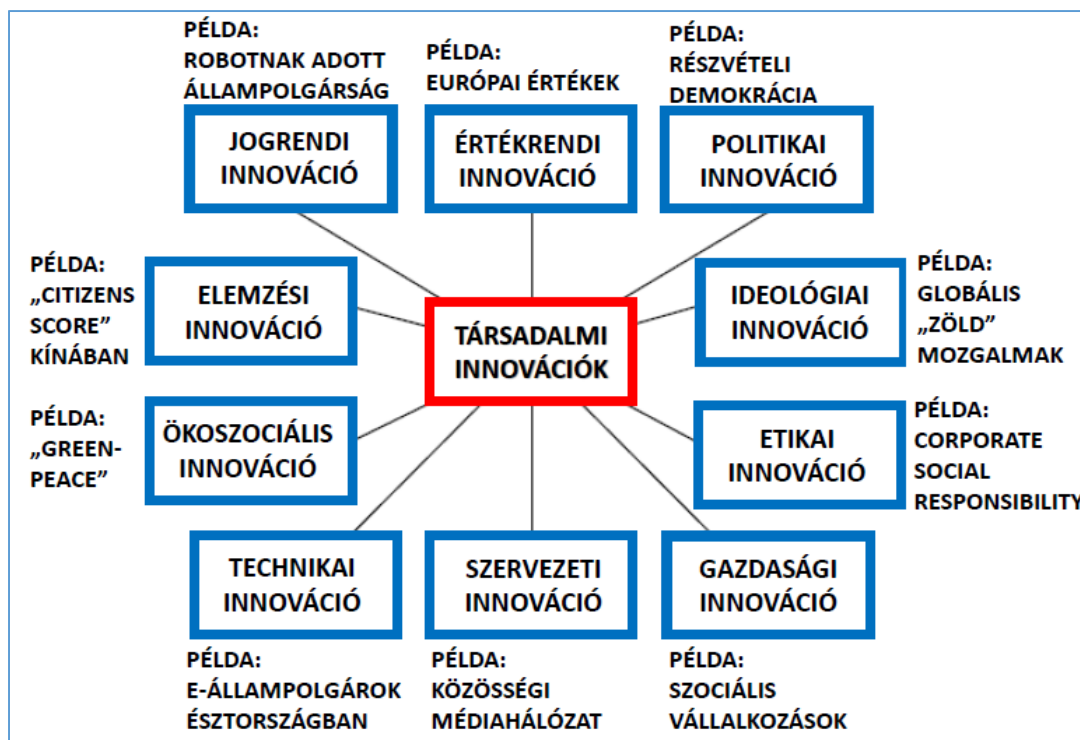 PÉLDA:
ROBOTNAK ADOTT
ÁLLAMPOLGÁRSÁG
JOGRENDI
INNOVÁCIÓ
PÉLDA:
EURÓPAI ÉRTÉKEK
ÉRTÉKRENDI
INNOVÁCIÓ
PÉLDA:
RÉSZVÉTELI
DEMOKRÁCIA
POLITIKAI
INNOVÁCIÓ
PÉLDA:
„CITIZENS
SCORE”
KÍNÁBAN
ELEMZÉSI
INNOVÁCIÓ
TÁRSADALMI
INNOVÁCIÓK
IDEOLÓGIAI
INNOVÁCIÓ
PÉLDA:
GLOBÁLIS
„ZÖLD”
MOZGALMAK
PÉLDA:
„GREEN-
PEACE”
ÖKOSZOCIÁLIS
INNOVÁCIÓ
ETIKAI
INNOVÁCIÓ
PÉLDA:
CORPORATE
SOCIAL
RESPONSIBILITY
TECHNIKAI
INNOVÁCIÓ
PÉLDA:
E-ÁLLAMPOLGÁROK
ÉSZTORSZÁGBAN
SZERVEZETI
INNOVÁCIÓ
PÉLDA:
KÖZÖSSÉGI
MÉDIAHÁLÓZAT
GAZDASÁGI
INNOVÁCIÓ
PÉLDA:
SZOCIÁLIS
VÁLLALKOZÁSOK